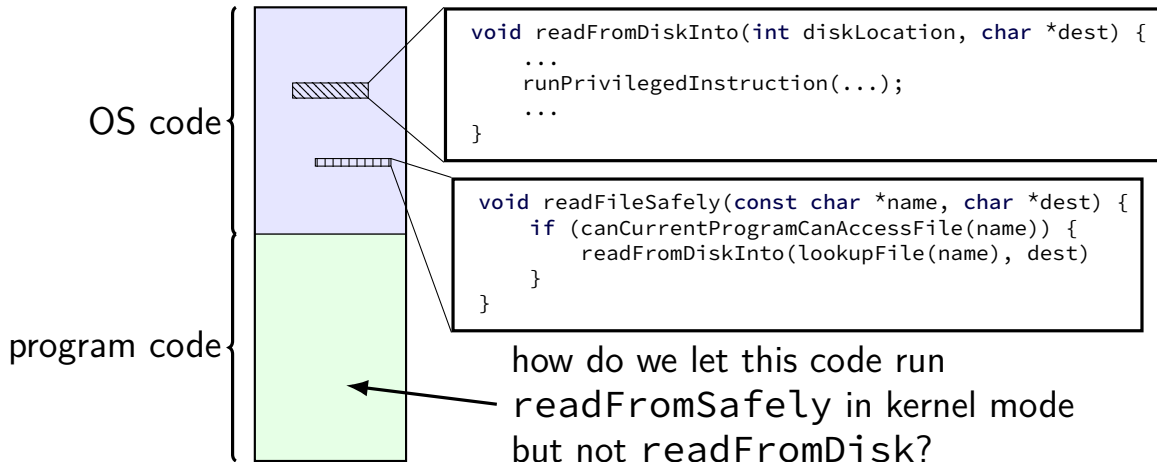 OS code
program code
void readFromDiskInto(int diskLocation, char *dest) {
...
runPrivilegedInstruction(...);
...
}
void readFileSafely(const char *name, char *dest) {
if (canCurrentProgramCanAccessFile(name)) {
readFromDiskInto(lookupFile(name), dest)
}
}
how do we let this code run
readFromSafely in kernel mode
but not readFromDisk?